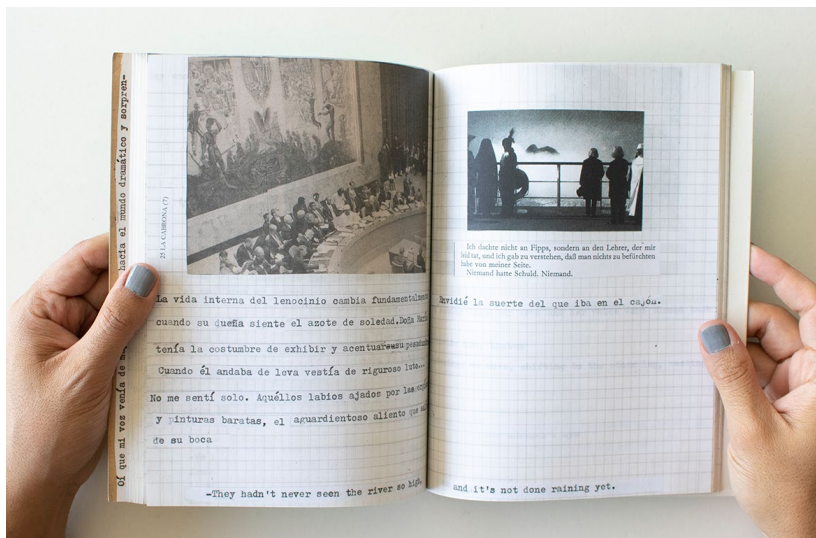 Oí que mi voz venía de hacia el mundo dramático y sorpren-
23 LA CABRONA (7)
La vida interna del lenocinio cambia
cuando su dueña siente el azote de soledad. Doña
tenía la costumbre de exhibir y
Cuando él andaba de leva vestía de riguroso luto...
No me sentí solo. Aquéllos labios ajados por
y pinturas baratas, el aguardientoso aliento que
de su boca
-They hadn't never seen the river so high,
Ich dachte nicht an Fipps, sondern an den Lehrer, der mir
leid tat, und ich gab zu verstehen, daß man nichts zu befürchten
habe von meiner Seite.
Niemand hatte Schuld. Niemand.
Envidié la suerte del que iba en el cajón.
and it's not done raining yet.